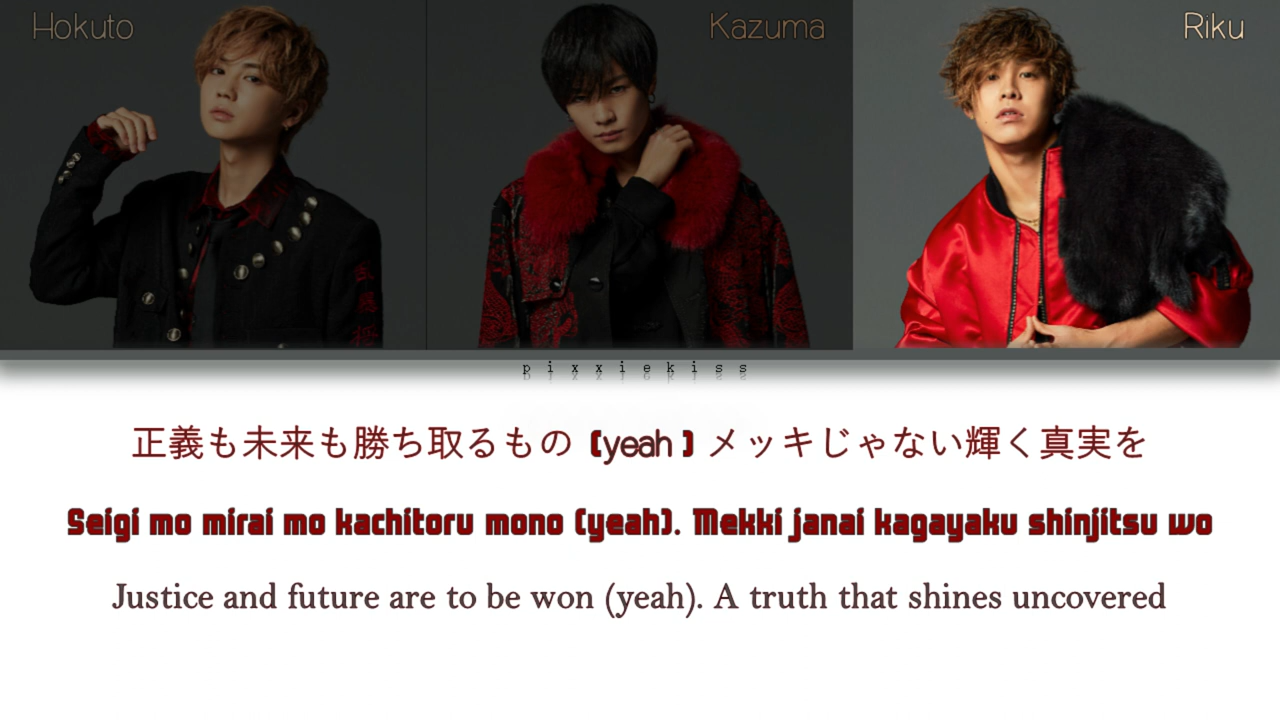 Hokuto
Kazuma
Riku
pixxiekiss
正義も未来も勝ち取るもの (yeah ) メッキじゃない輝く真実を
Seigi mo mirai mo kachitoru mono (yeah). Mekki janai kagayaku shinjitsu wo
Justice and future are to be won (yeah). A truth that shines uncovered